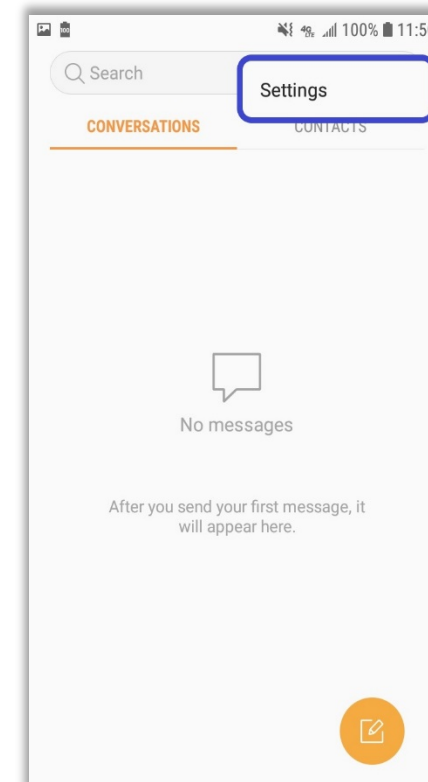 100% 11:5
Search
Settings
CONVERSATIONS
CONTACTS
No messages
After you send your first message, it
will appear here.